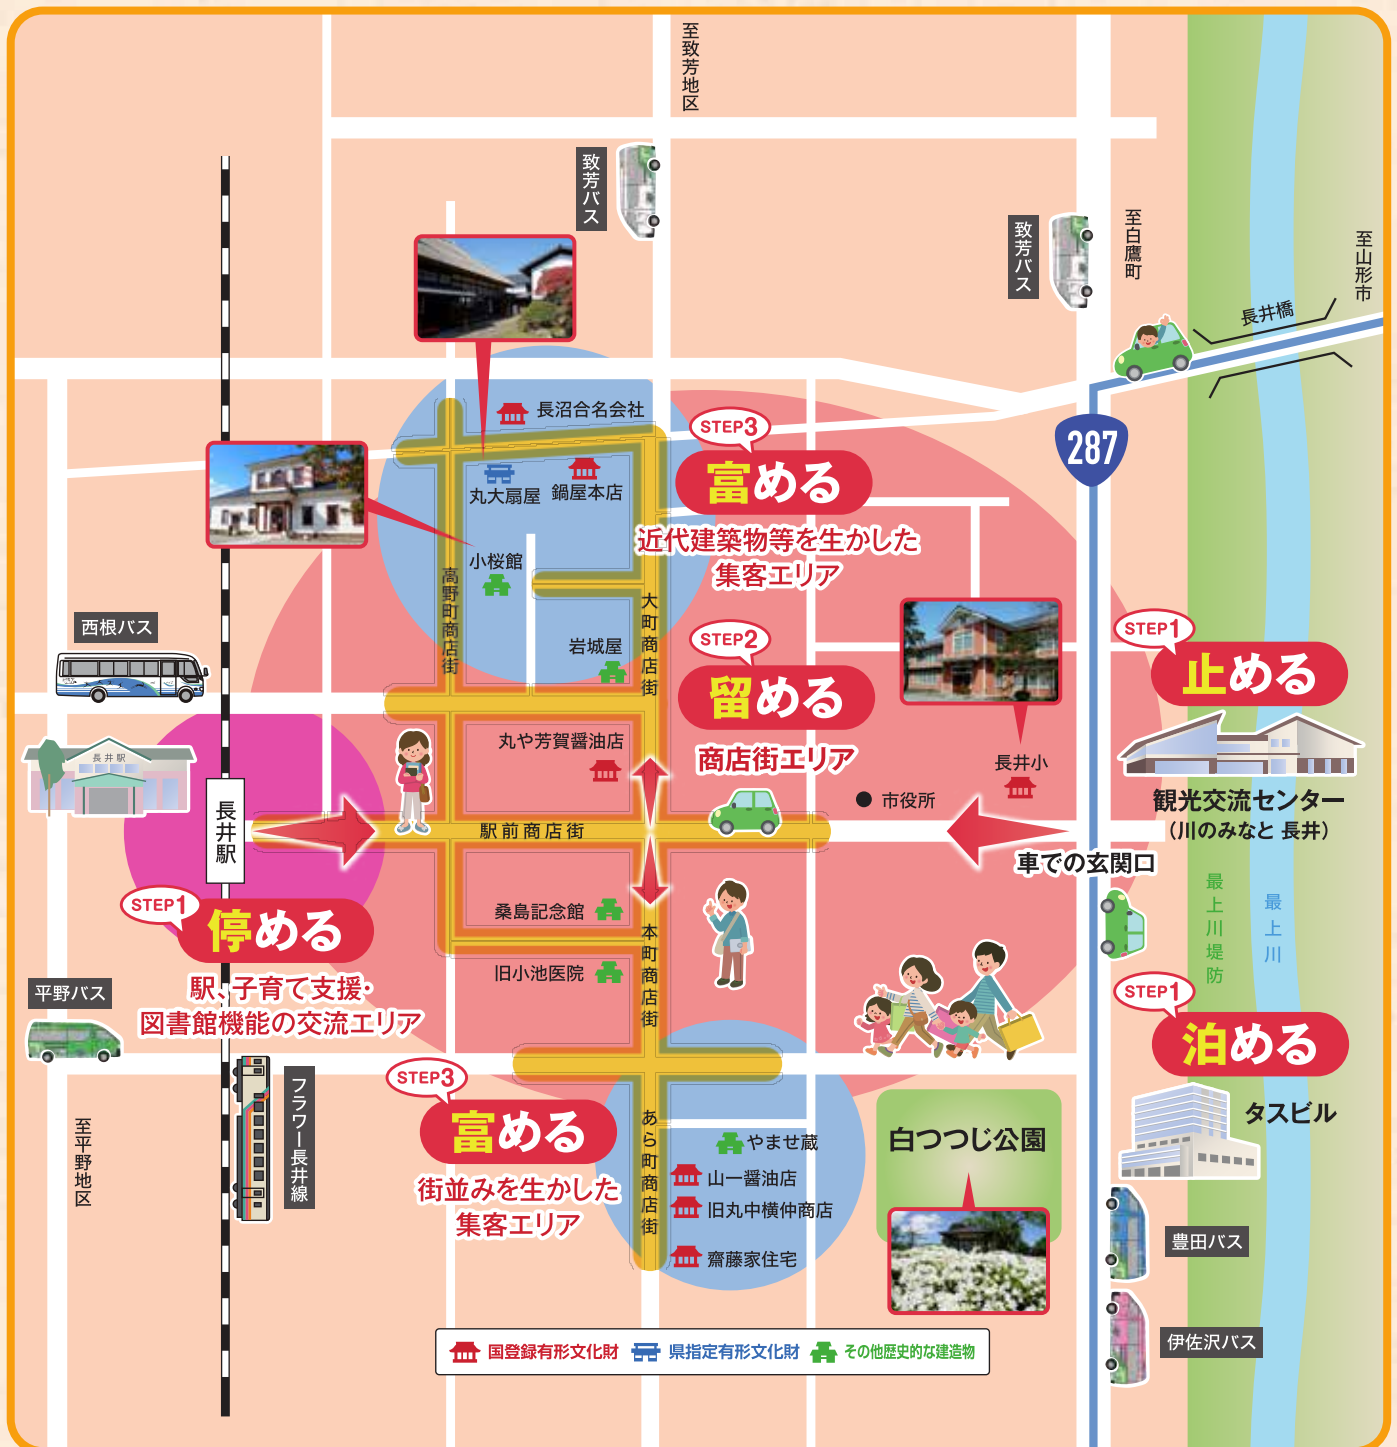 至致芳地区
致芳バス
致芳バス
至白鷹町
至山形市
長井橋
287
長沼合名会社
丸大扇屋
鍋屋本店
小桜館
岩城屋
高野町商店街
大町商店街
STEP3
富める
近代建築物等を生かした
集客エリア
STEP2
留める
商店街エリア
STEP1
止める
観光交流センター
（川のみなと 長井）
西根バス
長井駅
長井駅
丸や芳賀醤油店
駅前商店街
市役所
長井小
車での玄関口
STEP1
停める
駅、子育て支援・
図書館機能の交流エリア
桑島記念館
旧小池医院
本町商店街
最上川堤防
最上川
STEP1
泊める
タスビル
平野バス
至平野地区
フラワー長井線
STEP3
富める
街並みを生かした
集客エリア
あら町商店街
やませ蔵
山一醤油店
旧丸中横仲商店
齋藤家住宅
白つつじ公園
豊田バス
伊佐沢バス
国登録有形文化財 県指定有形文化財 その他歴史的な建造物